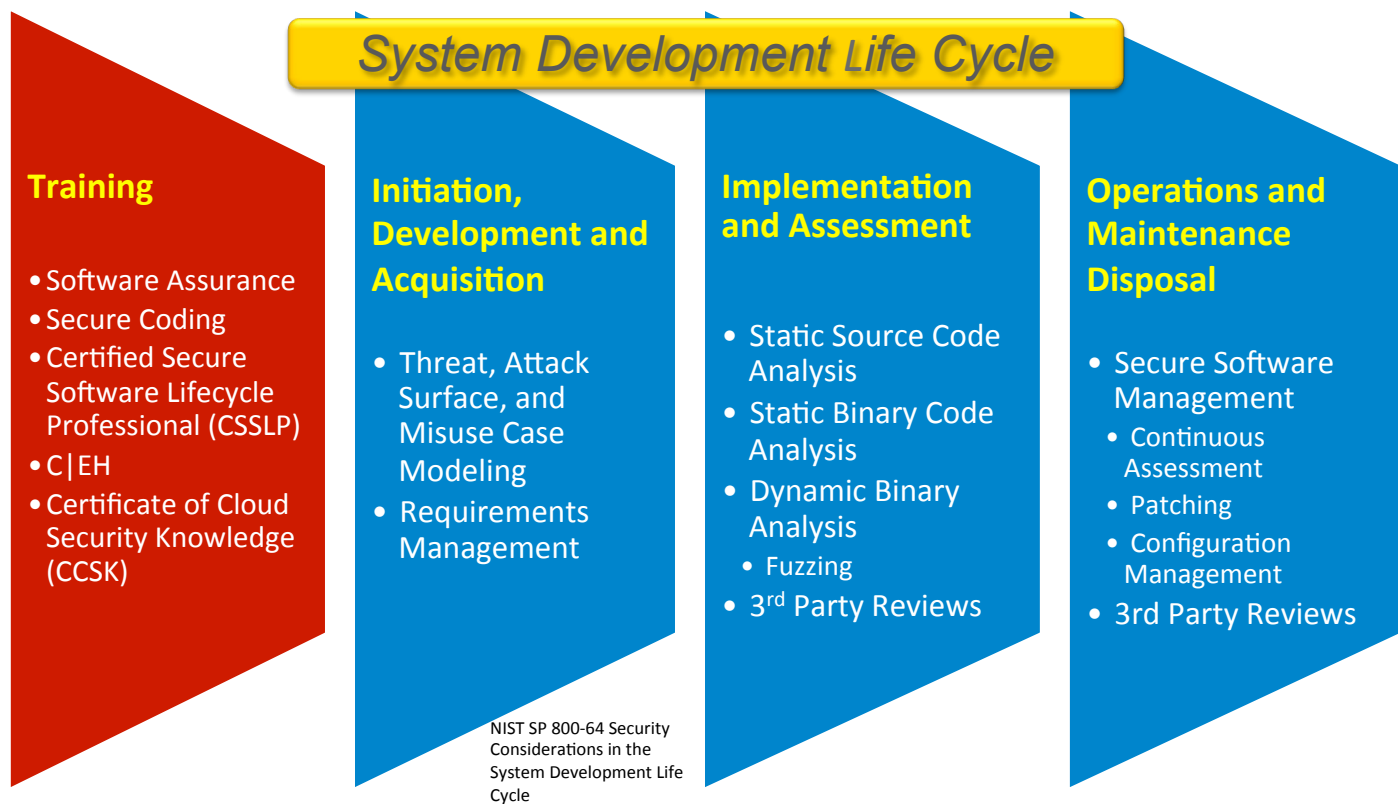 System Development Life Cycle
Training
• Software Assurance
• Secure Coding
• Certified Secure
Software Lifecycle
Professional (CSSLP)
• C|EH
• Certificate of Cloud
Security Knowledge
(CCSK)
Initiation,
Development and
Acquisition
• Threat, Attack
Surface, and
Misuse Case
Modeling
• Requirements
Management
NIST SP 800-64 Security
Considerations in the
System Development Life
Cycle
Implementation
and Assessment
• Static Source Code
Analysis
• Static Binary Code
Analysis
• Dynamic Binary
Analysis
• Fuzzing
• 3rd Party Reviews
Operations and
Maintenance
Disposal
• Secure Software
Management
• Continuous
Assessment
• Patching
• Configuration
Management
• 3rd Party Reviews